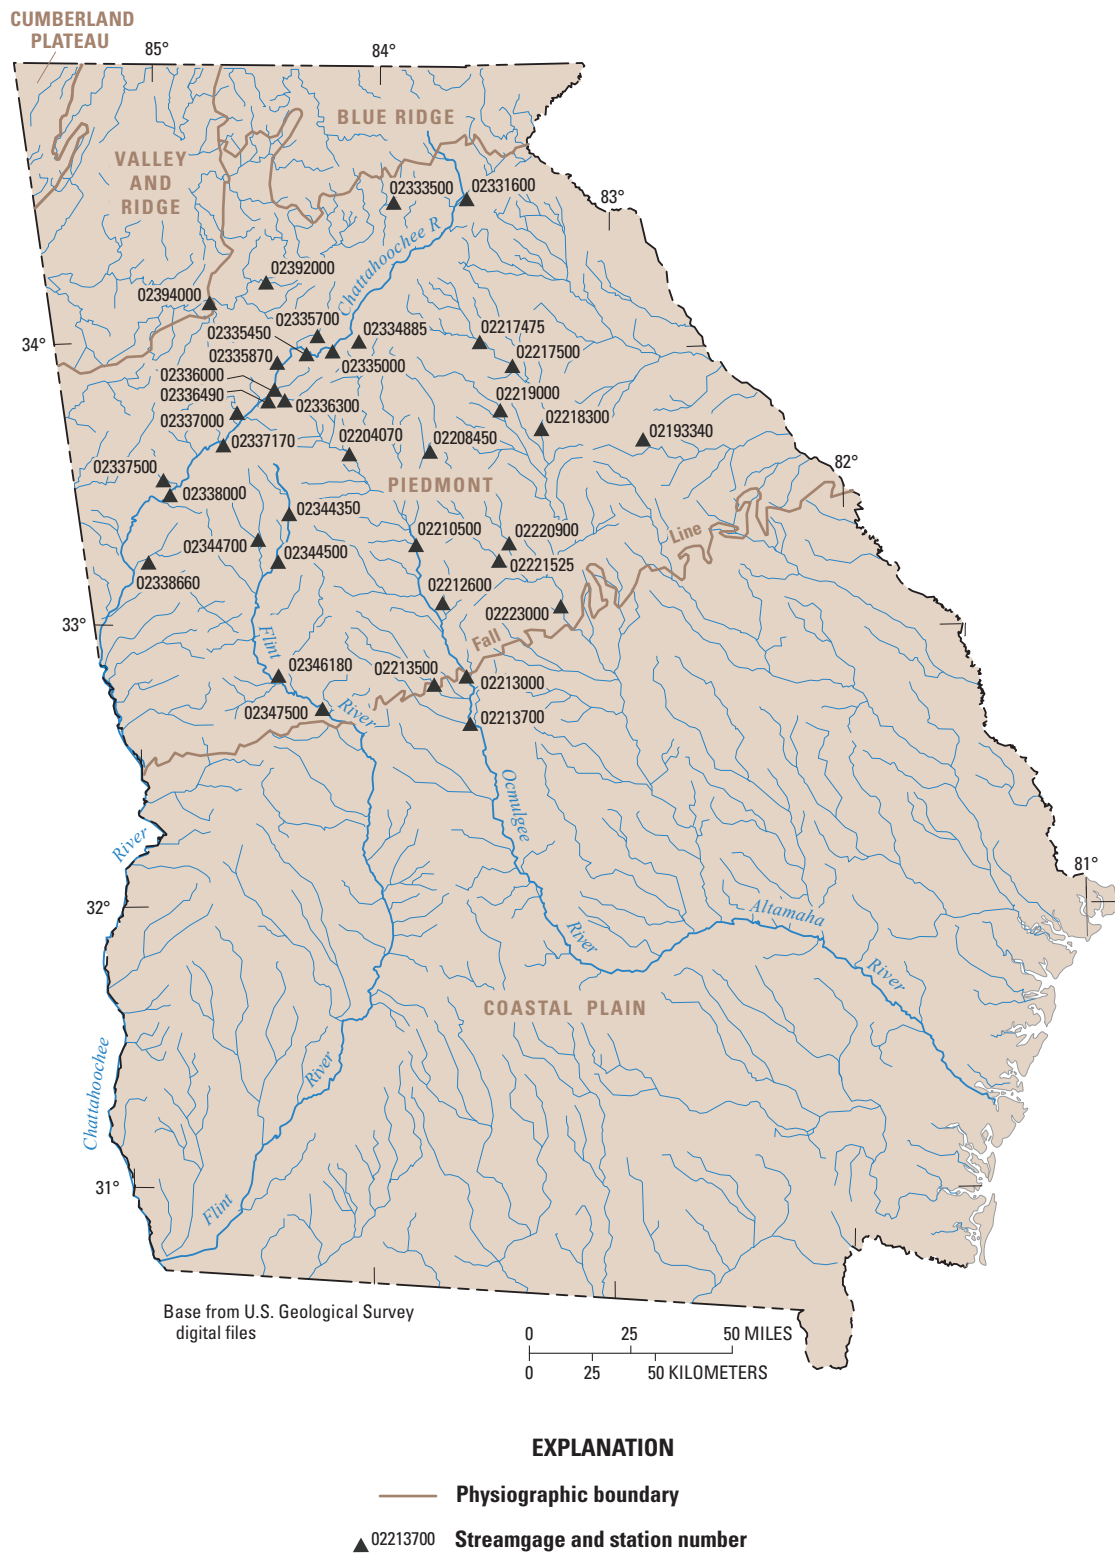 CUMBERLAND
PLATEAU
85°
84°
BLUE RIDGE
VALLEY
AND
RIDGE
02333500
02331600
83°
Chattahoochee R
02392000
02394000
02335700
02334885
02217475
02335450
34°
02335870
02335000
02217500
02336000
02336490
02336300
02219000
02337000
02218300
02337170
02204070
02208450
02193340
02337500
82°
PIEDMONT
02338000
02344350
02210500
02220900
Line
02344700
02344500
02221525
02338660
02212600
02223000
33°
Flint
Fall
02346180
02213500
02213000
02347500
River
02213700
Ocmulgee
River
81°
32°
Altamaha
River
River
COASTAL PLAIN
Chattahoochee
River
31°
Flint
Base from U.S. Geological Survey
digital files
0 25 50 MILES
0 25 50 KILOMETERS
EXPLANATION
Physiographic boundary
02213700 Streamgage and station number